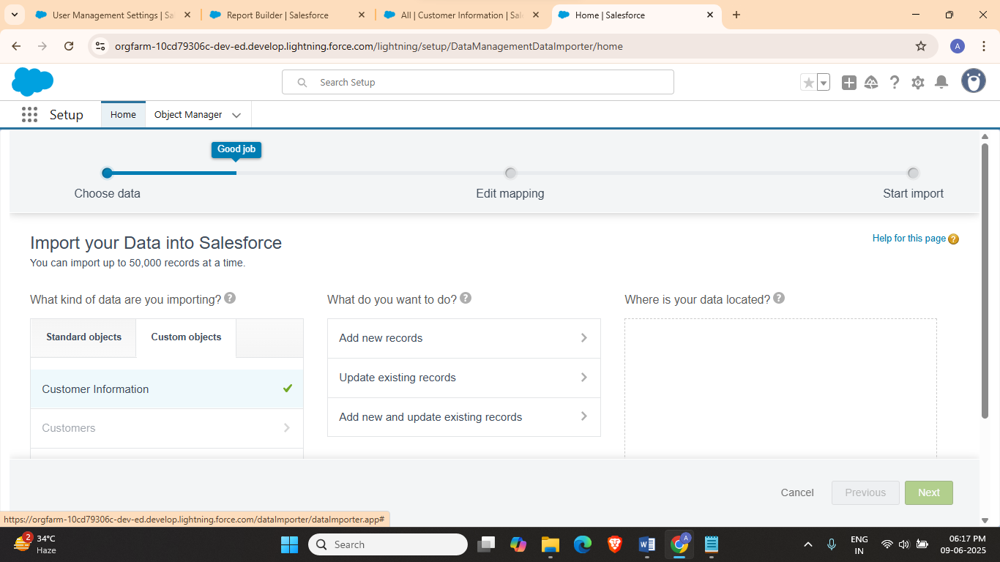 User Management Settings | Sa
Report Builder | Salesforce
All | Customer Information | Sal
Home | Salesforce
orgfarm-10cd79306c-dev-ed.develop.lightning.force.com/lightning/setup/DataManagementDataImporter/home
A
Search Setup
Setup
Home
Object Manager
Good job
Choose data
Edit mapping
Start import
Import your Data into Salesforce
Help for this page ?
You can import up to 50,000 records at a time.
What kind of data are you importing? ?
What do you want to do? ?
Where is your data located? ?
Standard objects
Custom objects
Add new records
Update existing records
Customer Information
Add new and update existing records
Customers
Cancel
Previous
Next
https://orgfarm-10cd79306c-dev-ed.develop.lightning.force.com/dataImporter/dataImporter.app#
2
34°C
Haze
Search
A
ENG
IN
06:17 PM
09-06-2025